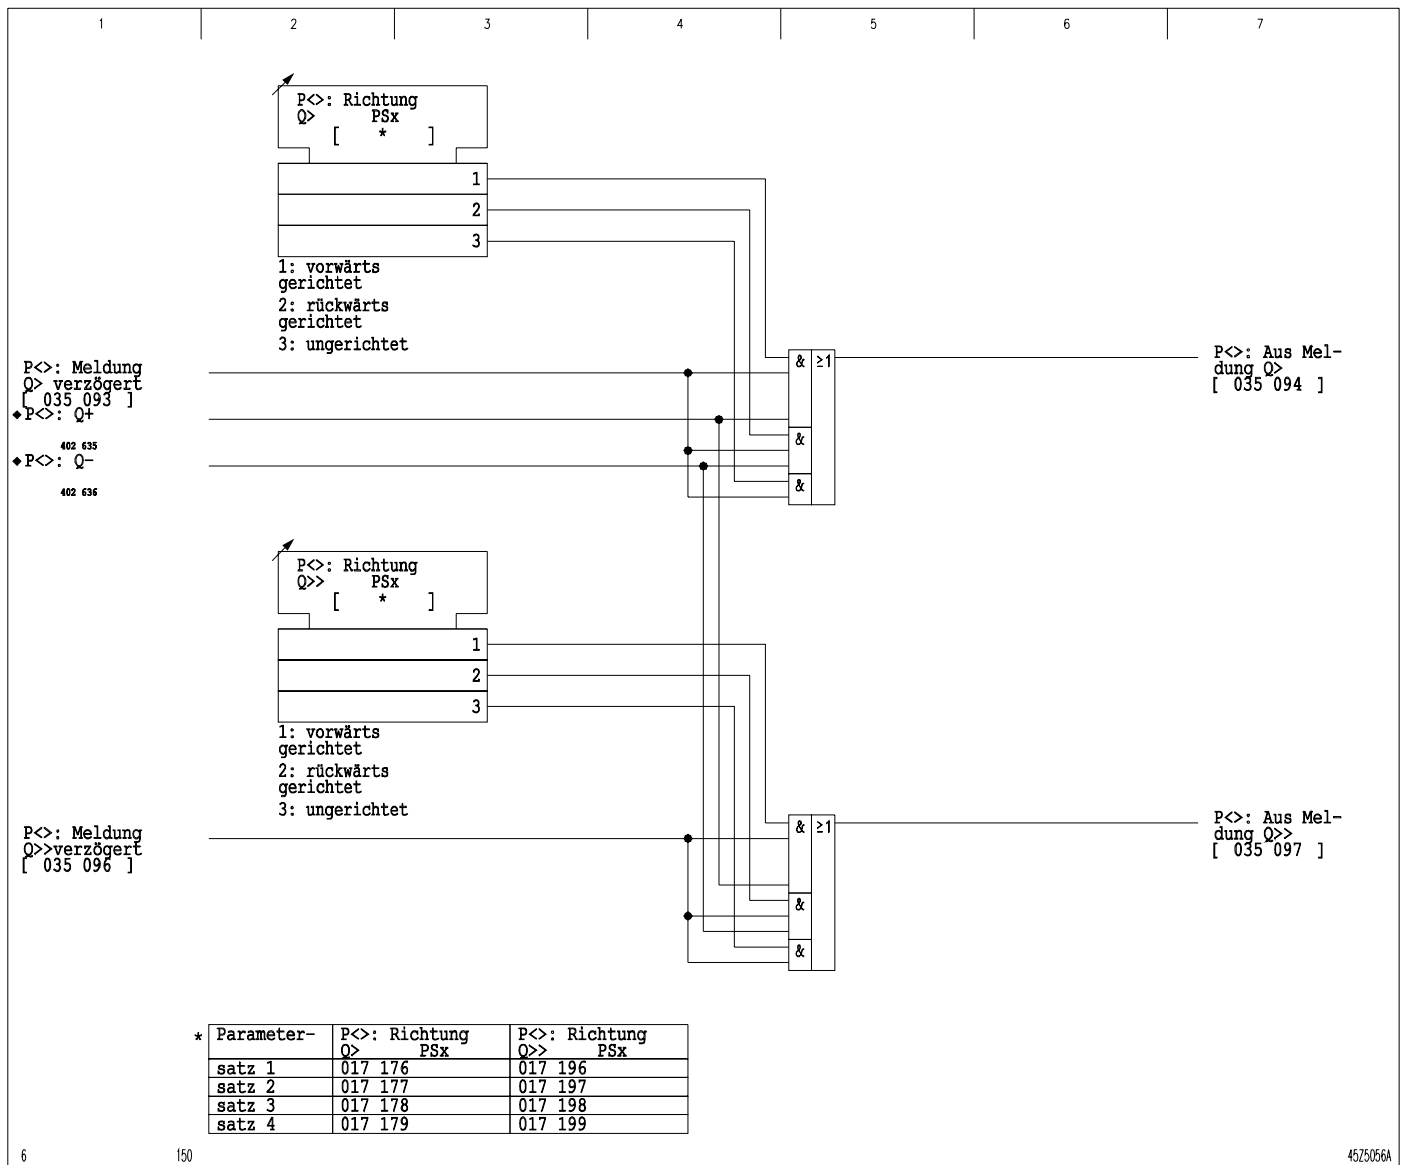 1 2 3 4 5 6 7
P<>: Richtung
Q> PSx
[ * ]
1
2
3
1: vorwärts
gerichtet
2: rückwärts
gerichtet
3: ungerichtet
P<>: Meldung
Q> verzögert
[ 035 093 ]
◆P<>: Q+
402 635
◆P<>: Q-
402 636
& ≥1
&
&
P<>: Aus Mel-
dung Q>
[ 035 094 ]
P<>: Richtung
Q>> PSx
[ * ]
1
2
3
1: vorwärts
gerichtet
2: rückwärts
gerichtet
3: ungerichtet
P<>: Meldung
Q>>verzögert
[ 035 096 ]
& ≥1
&
&
P<>: Aus Mel-
dung Q>>
[ 035 097 ]
* Parameter- P<>: Richtung P<>: Richtung
Q> PSx Q>> PSx
satz 1 017 176 017 196
satz 2 017 177 017 197
satz 3 017 178 017 198
satz 4 017 179 017 199
6 150 45Z5056A